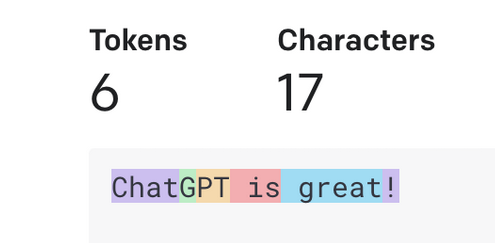 Tokens Characters
6 17
ChatGPT is great!